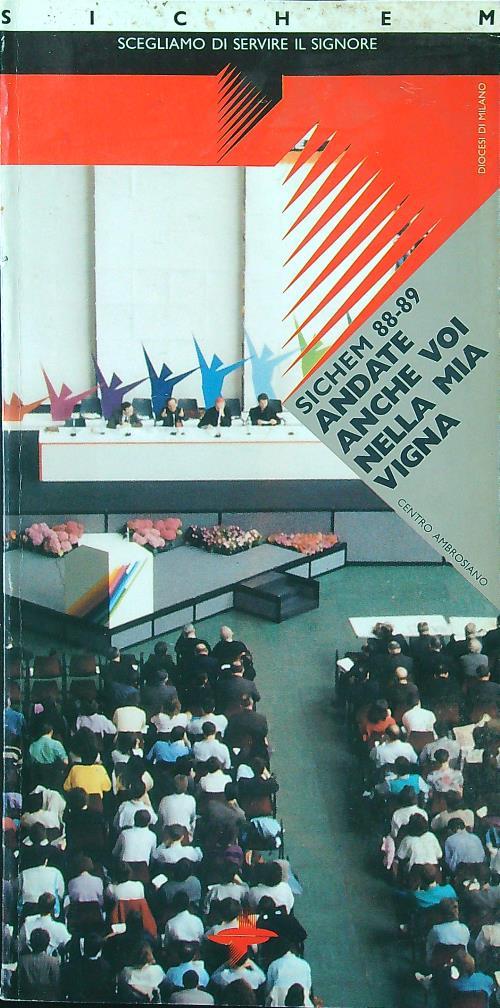 SICHEM
SCEGLIAMO DI SERVIRE IL SIGNORE
DIOCESI DI MILANO
SICHEM 88-89
ANDATE
ANCHE VOI
NELLA MIA
VIGNA
CENTRO AMBROSIANO